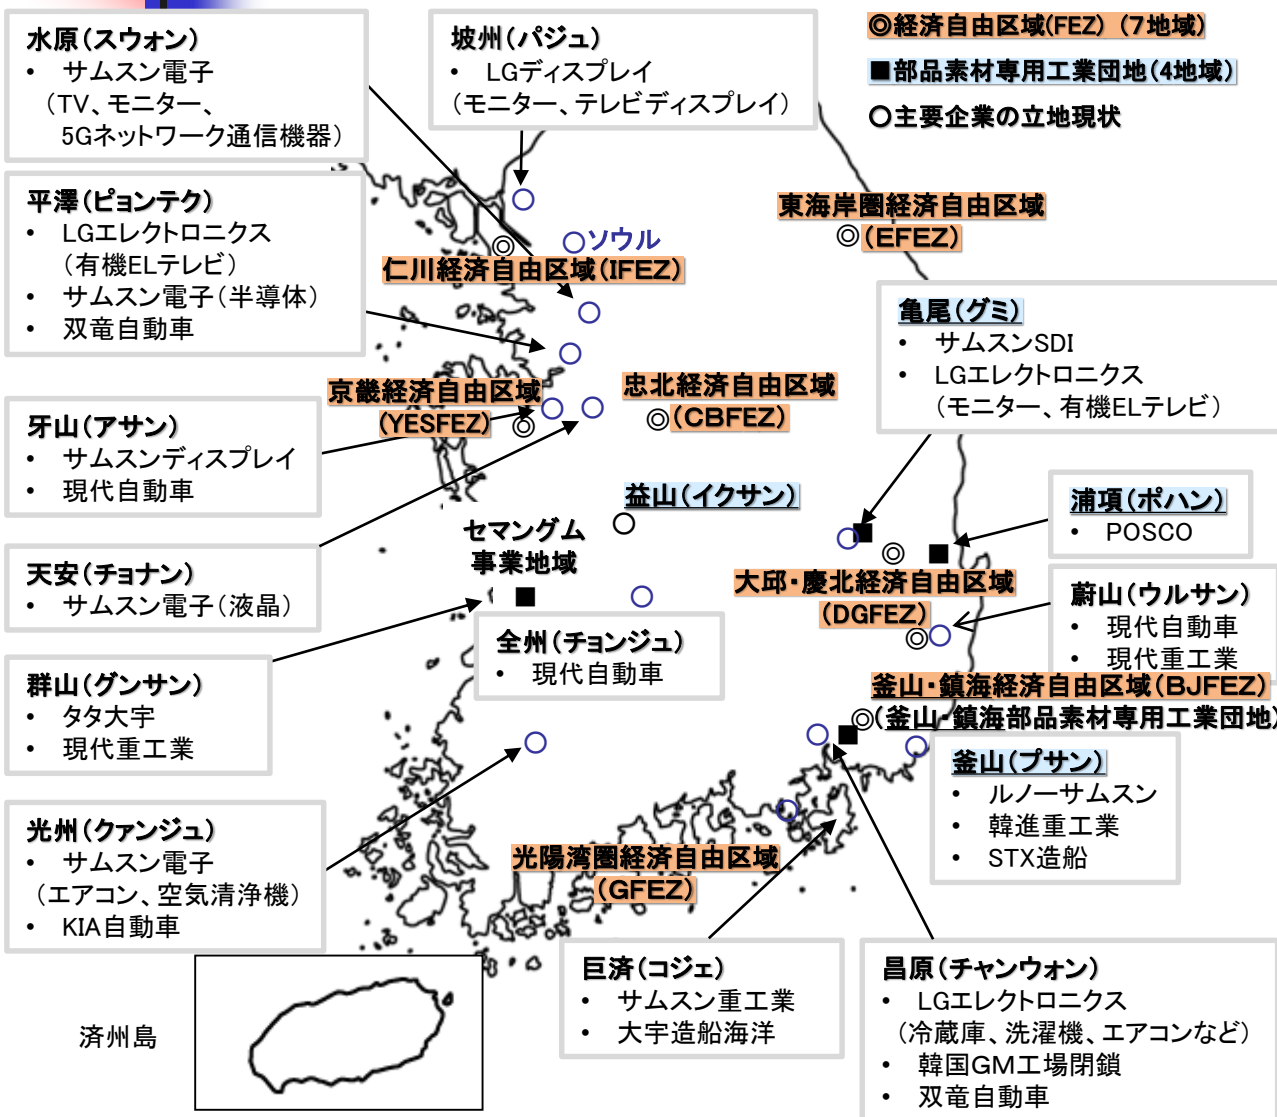 水原(スウォン)
• サムスン電子
(TV、モニター、
5Gネットワーク通信機器)
坡州(パジュ)
• LGディスプレイ
(モニター、テレビディスプレイ)
◎経済自由区域(FEZ) (7地域)
■部品素材専用工業団地(4地域)
○主要企業の立地現状
平澤(ピョンテク)
• LGエレクトロニクス
(有機ELテレビ)
• サムスン電子(半導体)
• 双竜自動車
ソウル
仁川経済自由区域(IFEZ)
東海岸圏経済自由区域
◎(EFEZ)
亀尾(グミ)
• サムスンSDI
• LGエレクトロニクス
(モニター、有機ELテレビ)
京畿経済自由区域
(YESFEZ)
忠北経済自由区域
◎(CBFEZ)
牙山(アサン)
• サムスンディスプレイ
• 現代自動車
益山(イクサン)
浦項(ポハン)
• POSCO
セマングム
事業地域
天安(チョナン)
• サムスン電子(液晶)
大邱・慶北経済自由区域
(DGFEZ)
蔚山(ウルサン)
• 現代自動車
• 現代重工業
全州(チョンジュ)
• 現代自動車
群山(グンサン)
• タタ大宇
• 現代重工業
釜山・鎮海経済自由区域(BJFEZ)
◎(釜山・鎮海部品素材専用工業団地)
釜山(プサン)
• ルノーサムスン
• 韓進重工業
• STX造船
光州(クァンジュ)
• サムスン電子
(エアコン、空気清浄機)
• KIA自動車
光陽湾圏経済自由区域
(GFEZ)
巨済(コジェ)
• サムスン重工業
• 大宇造船海洋
昌原(チャンウォン)
• LGエレクトロニクス
(冷蔵庫、洗濯機、エアコンなど)
• 韓国GM工場閉鎖
• 双竜自動車
済州島